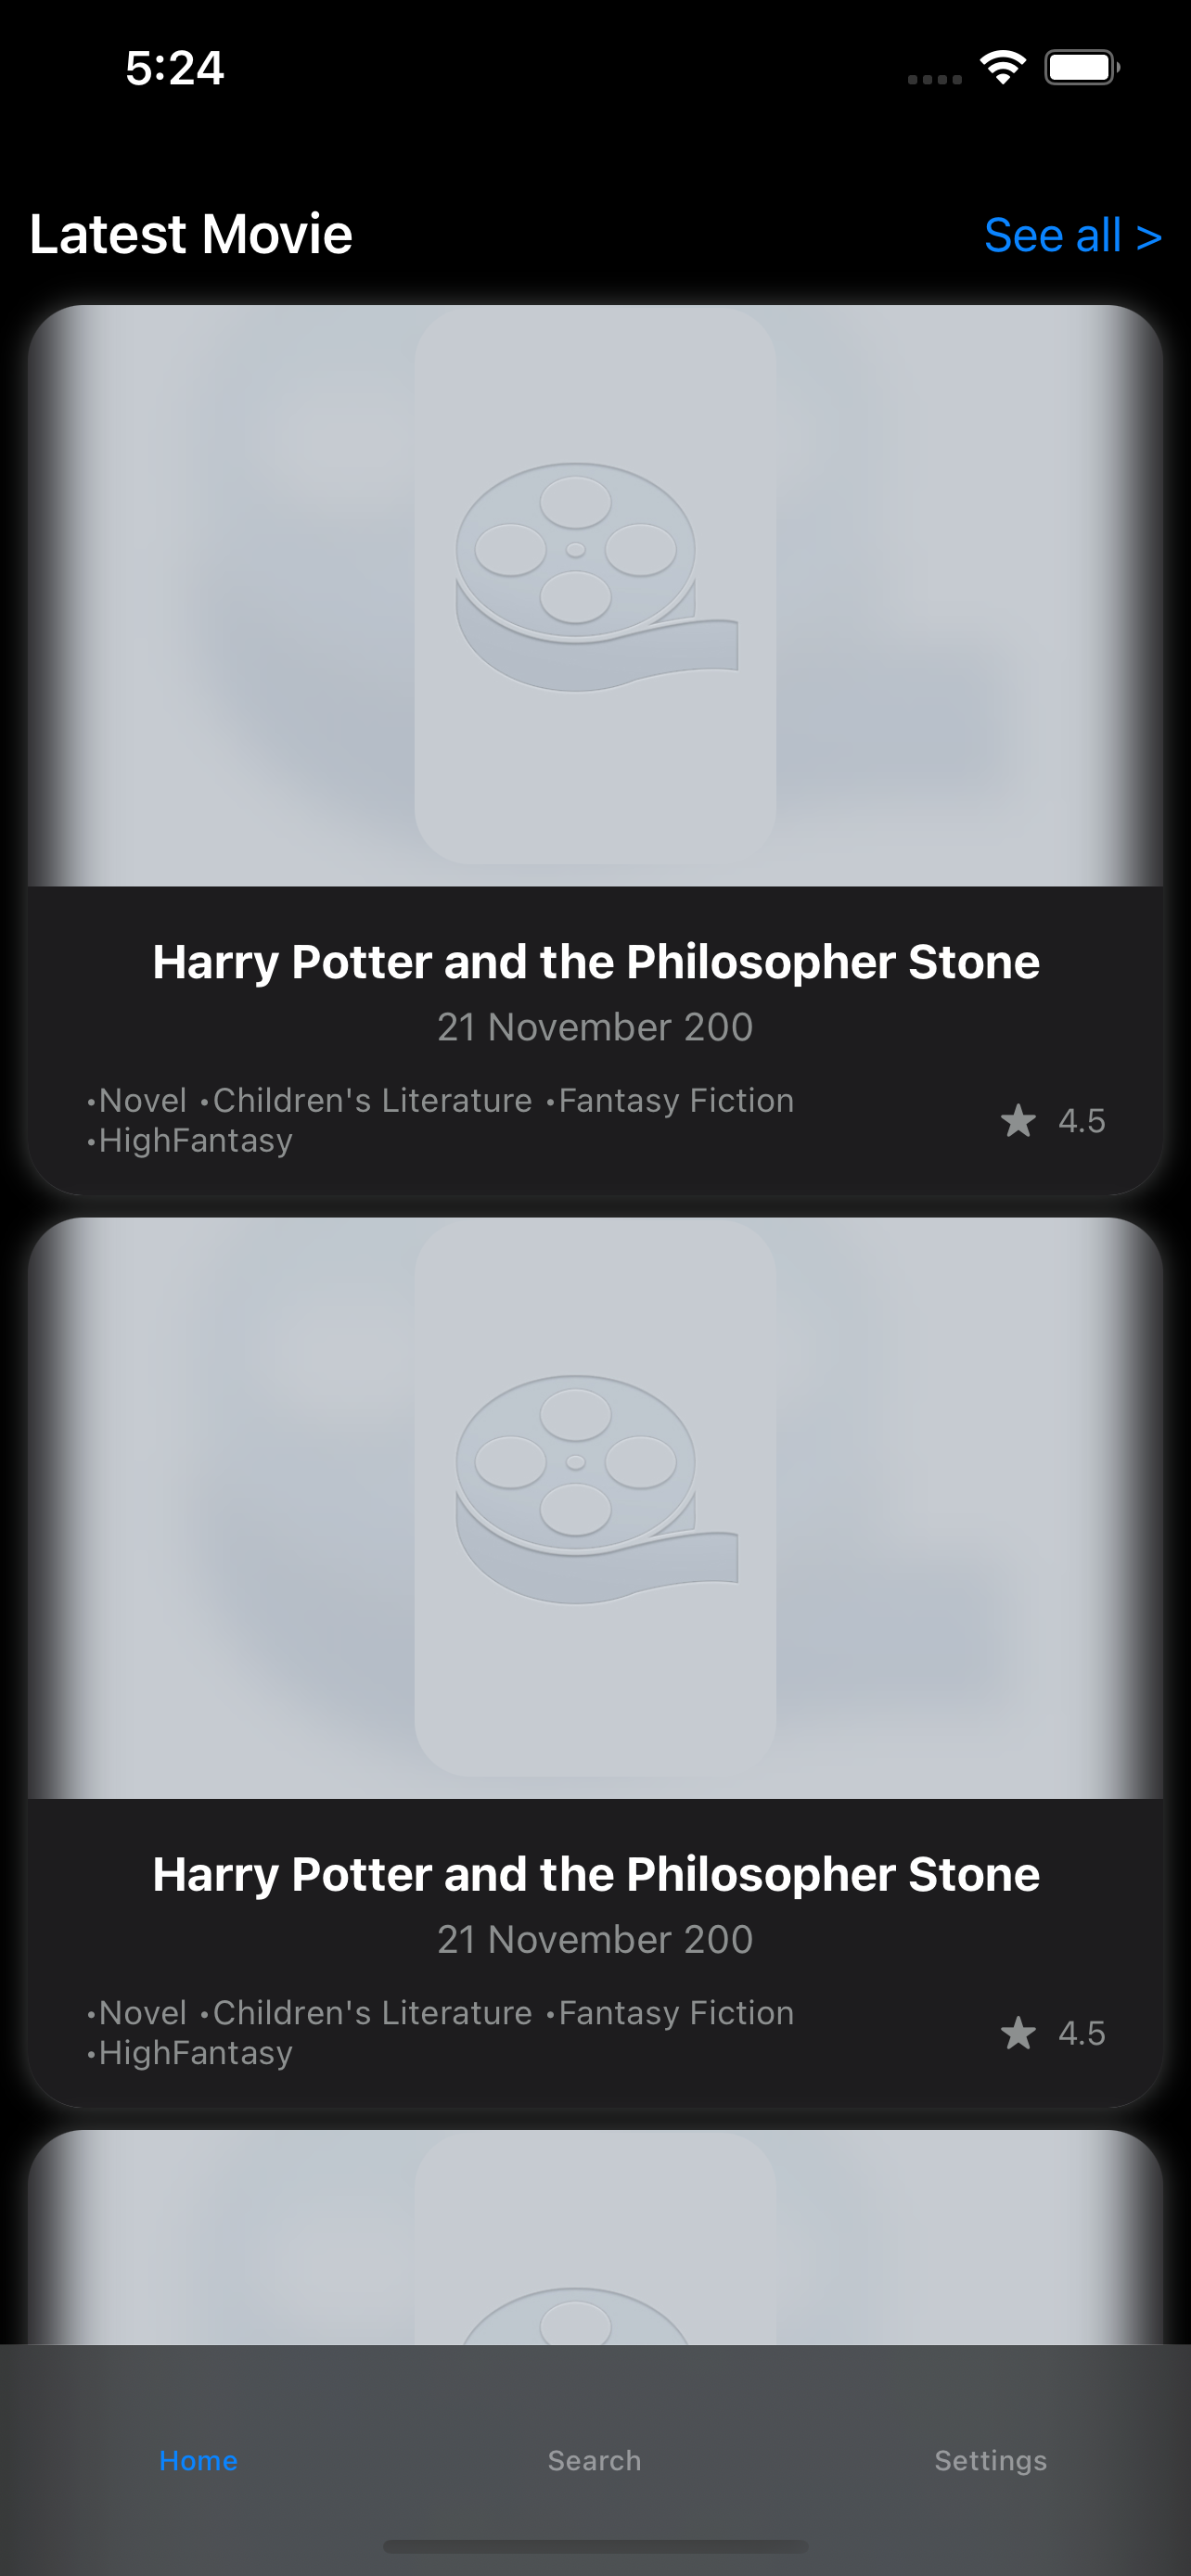 5:24
Latest Movie
See all >
Harry Potter and the Philosopher Stone
21 November 200
•Novel •Children's Literature •Fantasy Fiction
•HighFantasy
4.5
Harry Potter and the Philosopher Stone
21 November 200
•Novel •Children's Literature •Fantasy Fiction
•HighFantasy
4.5
Home
Search
Settings